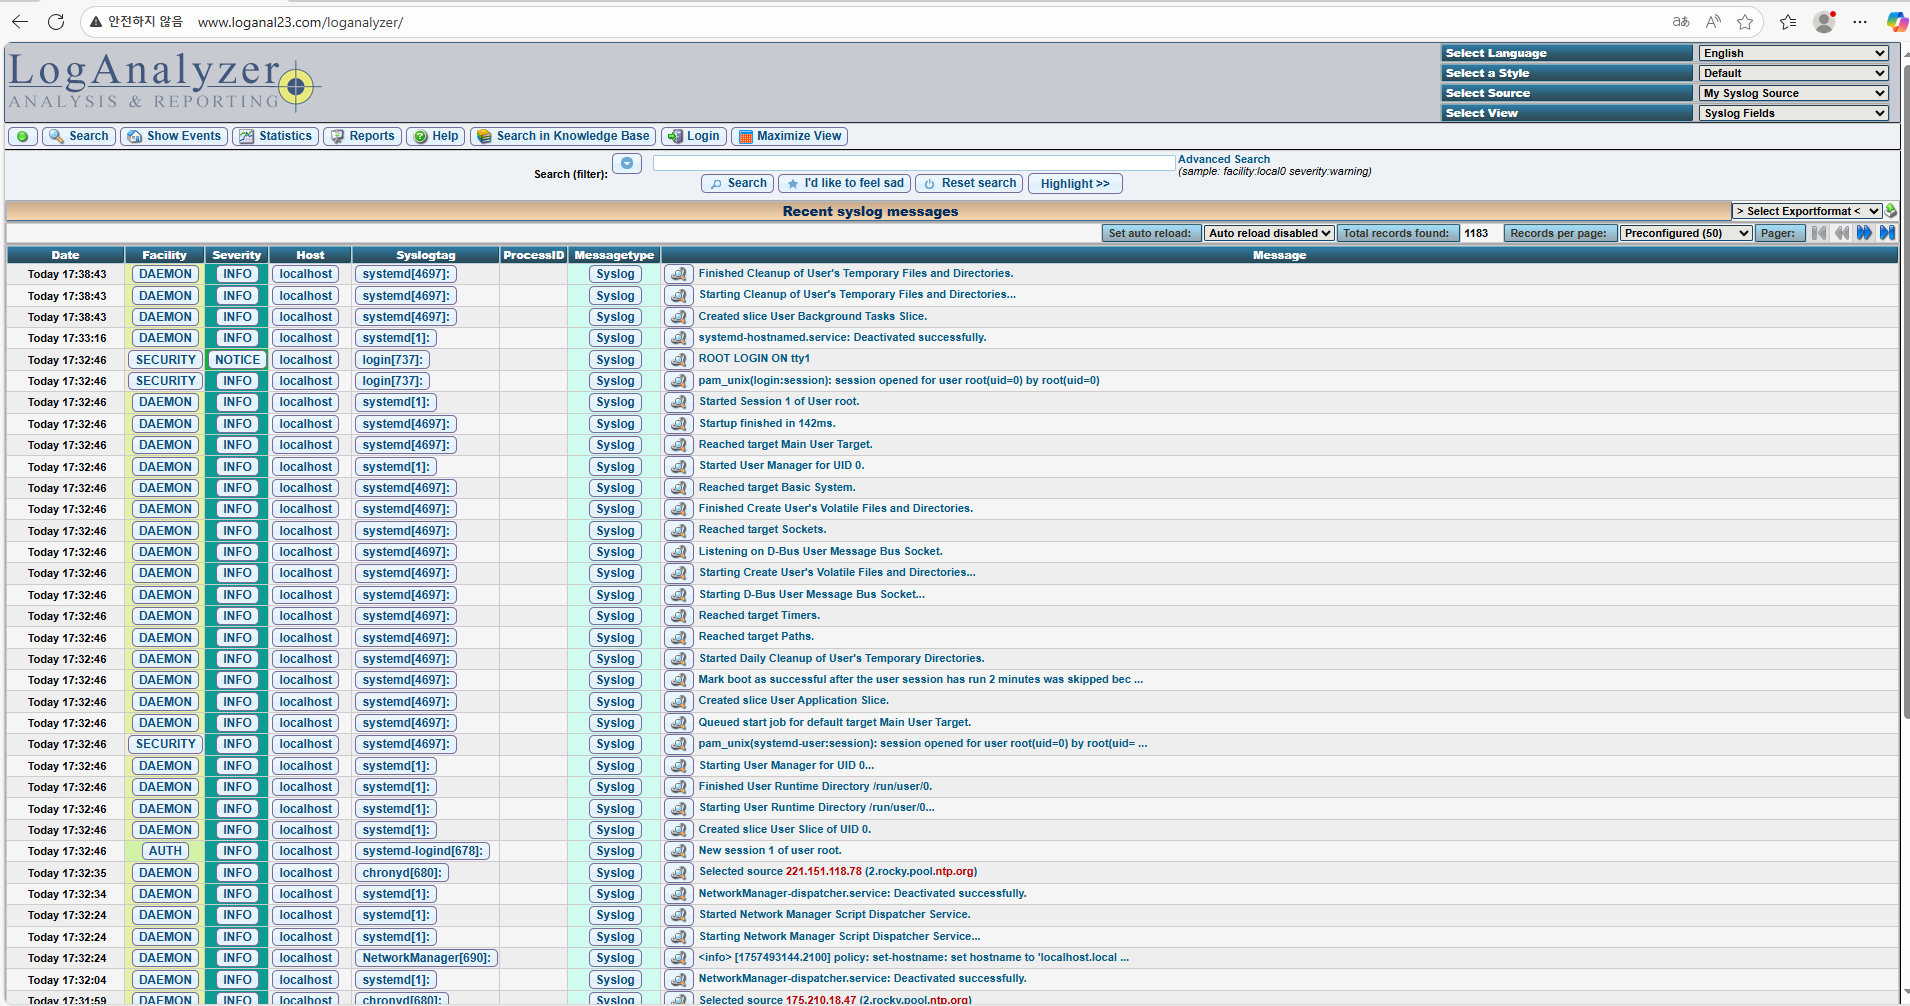 안전하지 않음 www.loganal23.com/loganalyzer/
LogAnalyzer
ANALYSIS & REPORTING
Select Language English
Select a Style Default
Select Source My Syslog Source
Select View Syslog Fields
Search Show Events Statistics Reports Help Search in Knowledge Base Login Maximize View
Search (filter): Advanced Search
(sample: facility:local0 severity:warning)
Search I'd like to feel sad Reset search Highlight >>
Recent syslog messages > Select Exportformat <
Set auto reload: Auto reload disabled Total records found: 1183 Records per page: Preconfigured (50) Pager:
Date Facility Severity Host Syslogtag ProcessID Messagetype Message
Today 17:38:43 DAEMON INFO localhost systemd[4697]: Syslog Finished Cleanup of User's Temporary Files and Directories.
Today 17:38:43 DAEMON INFO localhost systemd[4697]: Syslog Starting Cleanup of User's Temporary Files and Directories...
Today 17:38:43 DAEMON INFO localhost systemd[4697]: Syslog Created slice User Background Tasks Slice.
Today 17:33:16 DAEMON INFO localhost systemd[1]: Syslog systemd-hostnamed.service: Deactivated successfully.
Today 17:32:46 SECURITY NOTICE localhost login[737]: Syslog ROOT LOGIN ON tty1
Today 17:32:46 SECURITY INFO localhost login[737]: Syslog pam_unix(login:session): session opened for user root(uid=0) by root(uid=0)
Today 17:32:46 DAEMON INFO localhost systemd[1]: Syslog Started Session 1 of User root.
Today 17:32:46 DAEMON INFO localhost systemd[4697]: Syslog Startup finished in 142ms.
Today 17:32:46 DAEMON INFO localhost systemd[4697]: Syslog Reached target Main User Target.
Today 17:32:46 DAEMON INFO localhost systemd[1]: Syslog Started User Manager for UID 0.
Today 17:32:46 DAEMON INFO localhost systemd[4697]: Syslog Reached target Basic System.
Today 17:32:46 DAEMON INFO localhost systemd[4697]: Syslog Finished Create User's Volatile Files and Directories.
Today 17:32:46 DAEMON INFO localhost systemd[4697]: Syslog Reached target Sockets.
Today 17:32:46 DAEMON INFO localhost systemd[4697]: Syslog Listening on D-Bus User Message Bus Socket.
Today 17:32:46 DAEMON INFO localhost systemd[4697]: Syslog Starting Create User's Volatile Files and Directories...
Today 17:32:46 DAEMON INFO localhost systemd[4697]: Syslog Starting D-Bus User Message Bus Socket...
Today 17:32:46 DAEMON INFO localhost systemd[4697]: Syslog Reached target Timers.
Today 17:32:46 DAEMON INFO localhost systemd[4697]: Syslog Reached target Paths.
Today 17:32:46 DAEMON INFO localhost systemd[4697]: Syslog Started Daily Cleanup of User's Temporary Directories.
Today 17:32:46 DAEMON INFO localhost systemd[4697]: Syslog Mark boot as successful after the user session has run 2 minutes was skipped bec ...
Today 17:32:46 DAEMON INFO localhost systemd[4697]: Syslog Created slice User Application Slice.
Today 17:32:46 DAEMON INFO localhost systemd[4697]: Syslog Queued start job for default target Main User Target.
Today 17:32:46 SECURITY INFO localhost systemd[4697]: Syslog pam_unix(systemd-user:session): session opened for user root(uid=0) by root(uid= ...
Today 17:32:46 DAEMON INFO localhost systemd[1]: Syslog Starting User Manager for UID 0...
Today 17:32:46 DAEMON INFO localhost systemd[1]: Syslog Finished User Runtime Directory /run/user/0.
Today 17:32:46 DAEMON INFO localhost systemd[1]: Syslog Starting User Runtime Directory /run/user/0...
Today 17:32:46 DAEMON INFO localhost systemd[1]: Syslog Created slice User Slice of UID 0.
Today 17:32:46 AUTH INFO localhost systemd-logind[678]: Syslog New session 1 of user root.
Today 17:32:35 DAEMON INFO localhost chronyd[680]: Syslog Selected source 221.151.118.78 (2.rocky.pool.ntp.org)
Today 17:32:34 DAEMON INFO localhost systemd[1]: Syslog NetworkManager-dispatcher.service: Deactivated successfully.
Today 17:32:24 DAEMON INFO localhost systemd[1]: Syslog Started Network Manager Script Dispatcher Service.
Today 17:32:24 DAEMON INFO localhost systemd[1]: Syslog Starting Network Manager Script Dispatcher Service...
Today 17:32:24 DAEMON INFO localhost NetworkManager[690]: Syslog <info> [1757493144.2100] policy: set-hostname: set hostname to 'localhost.local ...
Today 17:32:04 DAEMON INFO localhost systemd[1]: Syslog NetworkManager-dispatcher.service: Deactivated successfully.
Today 17:31:59 DAEMON INFO localhost chronyd[680]: Syslog Selected source 175.210.18.47 (2.rocky.pool.ntp.org)